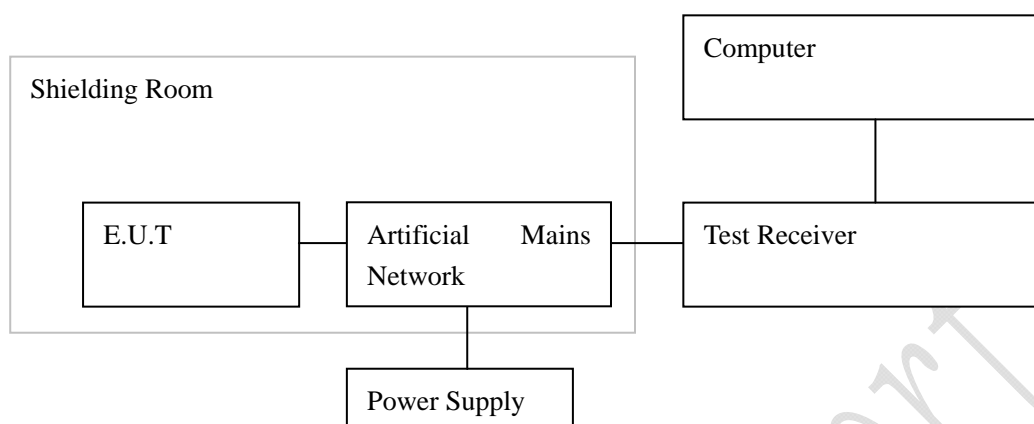 Computer
Shielding Room
E.U.T
Artificial Mains
Network
Test Receiver
Power Supply